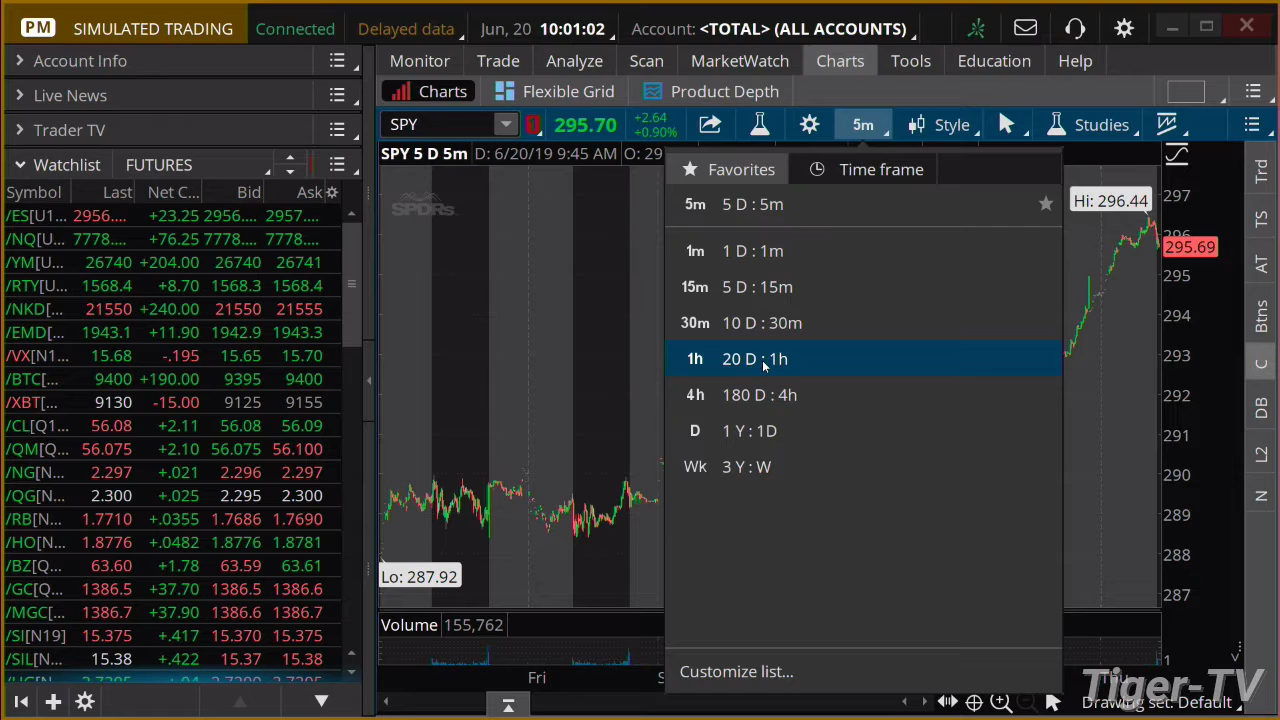 PM SIMULATED TRADING Connected Delayed data Jun, 20 10:01:02 Account: <TOTAL> (ALL ACCOUNTS)
Account Info
Live News
Trader TV
Watchlist FUTURES
Symbol Last Net C... Bid Ask
/ES[U1... 2956.... +23.25 2956... 2957...
/NQ[U... 7778.... +76.25 7778... 7778...
/YM[U... 26740 +204.00 26740 26741
/RTY[U... 1568.4 +8.70 1568.3 1568.4
/NKD[... 21550 +240.00 21550 21555
/EMD[... 1943.1 +11.90 1942.9 1943.3
/VX[N1... 15.68 -.195 15.65 15.70
/BTC[... 9400 +190.00 9395 9400
/XBT[... 9130 -15.00 9125 9155
/CL[Q1... 56.08 +2.11 56.08 56.09
/QM[... 56.075 +2.10 56.075 56.100
/NG[... 2.297 +.021 2.296 2.297
/QG[... 2.300 +.025 2.295 2.300
/RB[N... 1.7710 +.0355 1.7686 1.7690
/HO[N... 1.8776 +.0482 1.8776 1.8781
/BZ[Q... 63.60 +1.78 63.59 63.61
/GC[Q... 1386.5 +37.70 1386.5 1386.6
/MGC[... 1386.7 +37.90 1386.6 1386.7
/SI[N19] 15.375 +.417 15.370 15.375
/SIL[... 15.38 +.422 15.37 15.38
Monitor Trade Analyze Scan MarketWatch Charts Tools Education Help
Charts Flexible Grid Product Depth
SPY 1 295.70 +2.64 5m Style Studies
+0.90%
SPY 5 D 5m D: 6/20/19 9:45 AM O: 29
SPDRs
Favorites Time frame
5m 5 D : 5m
1m 1 D : 1m
15m 5 D : 15m
30m 10 D : 30m
1h 20 D : 1h
4h 180 D : 4h
D 1 Y : 1D
Wk 3 Y : W
Customize list...
Hi: 296.44
297
296
295.69
295
294
293
292
291
290
289
288
287
Lo: 287.92
Volume 155,762
1
Fri
Drawing set: Default
Trd
TS
AT
Btns
C
DB
L2
N
Tiger-TV